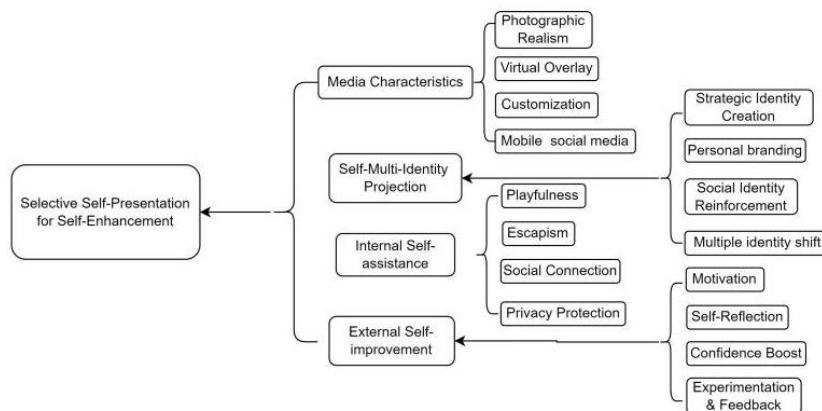 Selective Self-Presentation
for Self-Enhancement
Media Characteristics
Photographic
Realism
Virtual Overlay
Customization
Mobile social media
Self-Multi-Identity
Projection
Strategic Identity
Creation
Personal branding
Social Identity
Reinforcement
Multiple identity shift
Internal Self-
assistance
Playfulness
Escapism
Social Connection
Privacy Protection
External Self-
improvement
Motivation
Self-Reflection
Confidence Boost
Experimentation
& Feedback